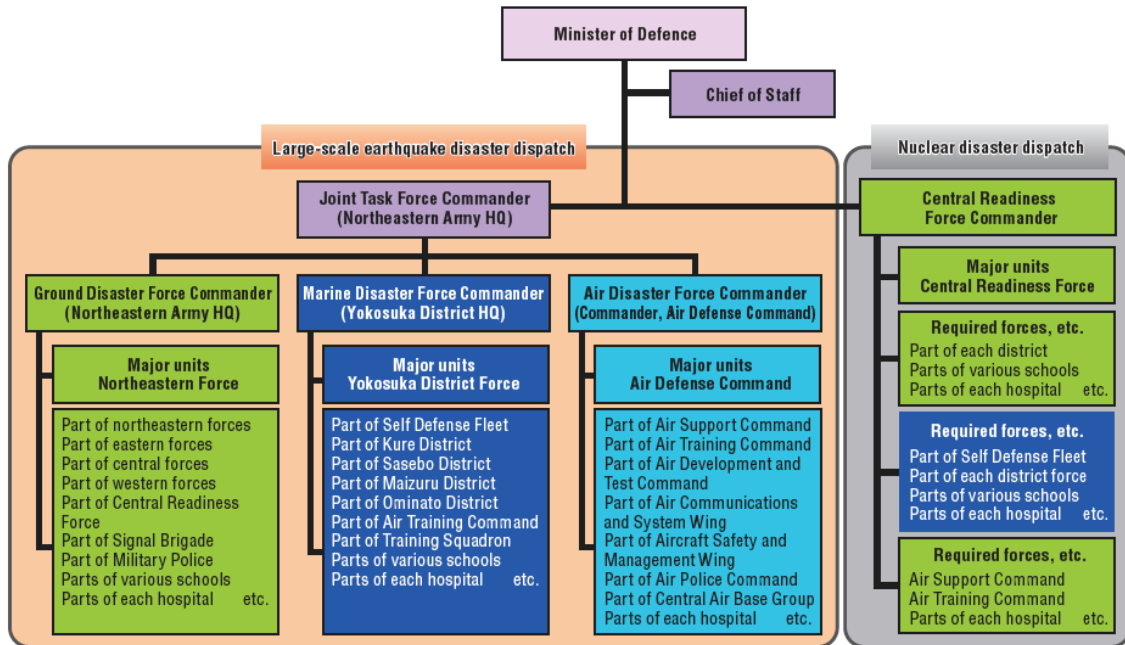 Minister of Defence
Chief of Staff
Large-scale earthquake disaster dispatch
Joint Task Force Commander
(Northeastern Army HQ)
Ground Disaster Force Commander
(Northeastern Army HQ)
Major units
Northeastern Force
Part of northeastern forces
Part of eastern forces
Part of central forces
Part of western forces
Part of Central Readiness
Force
Part of Signal Brigade
Part of Military Police
Parts of various schools
Parts of each hospital etc.
Marine Disaster Force Commander
(Yokosuka District HQ)
Major units
Yokosuka District Force
Part of Self Defense Fleet
Part of Kure District
Part of Sasebo District
Part of Maizuru District
Part of Ominato District
Part of Air Training Command
Part of Training Squadron
Parts of various schools
Parts of each hospital etc.
Air Disaster Force Commander
(Commander, Air Defense Command)
Major units
Air Defense Command
Part of Air Support Command
Part of Air Training Command
Part of Air Development and
Test Command
Part of Air Communications
and System Wing
Part of Aircraft Safety and
Management Wing
Part of Air Police Command
Part of Central Air Base Group
Parts of each hospital etc.
Nuclear disaster dispatch
Central Readiness
Force Commander
Major units
Central Readiness Force
Required forces, etc.
Part of each district
Parts of various schools
Parts of each hospital etc.
Required forces, etc.
Part of Self Defense Fleet
Part of each district force
Parts of various schools
Parts of each hospital etc.
Required forces, etc.
Air Support Command
Air Training Command
Parts of each hospital etc.